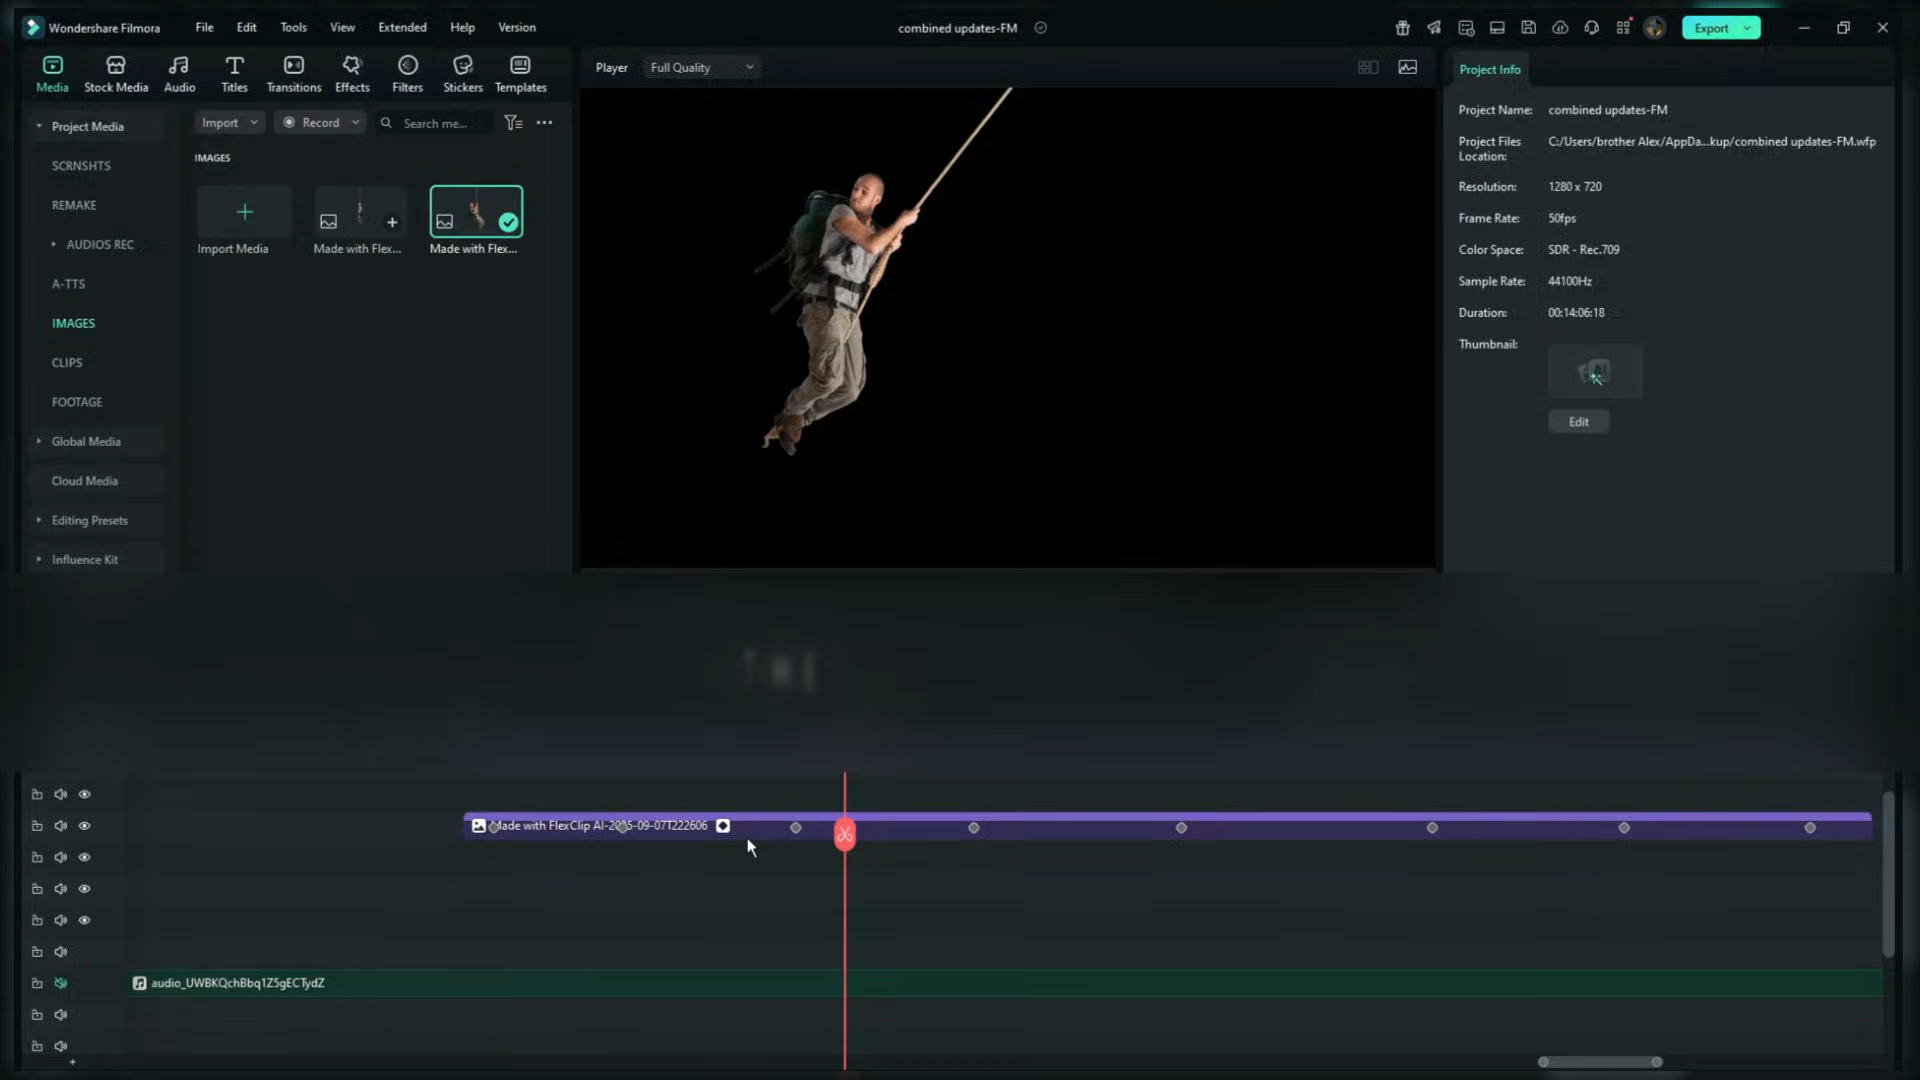 Wondershare Filmora File Edit Tools View Extended Help Version combined updates-FM Export
Media Stock Media Audio Titles Transitions Effects Filters Stickers Templates
Player Full Quality
Project Info
Project Media
SCRNSHTS
REMAKE
AUDIOS REC
A-TTS
IMAGES
CLIPS
FOOTAGE
Global Media
Cloud Media
Editing Presets
Influence Kit
Import Record Search me...
IMAGES
Import Media Made with Flex... Made with Flex...
Project Name: combined updates-FM
Project Files Location: C:/Users/brother Alex/AppDa...kup/combined updates-FM.wfp
Resolution: 1280 x 720
Frame Rate: 50fps
Color Space: SDR - Rec.709
Sample Rate: 44100Hz
Duration: 00:14:06:18
Thumbnail:
Edit
Made with FlexClip AI-2025-09-07T222606
audio_UWBKQchBbq1Z5gECTydZ